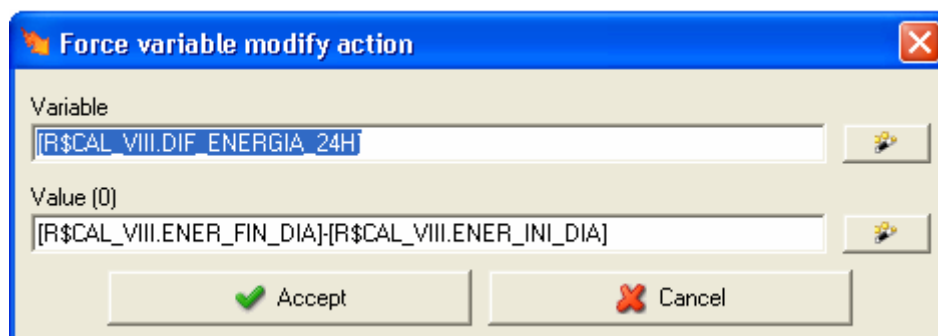 Force variable modify action
Variable
[R$CAL_VIII.DIF_ENERGIA_24H]
Value (0)
[R$CAL_VIII.ENER_FIN_DIA]-[R$CAL_VIII.ENER_INI_DIA]
Accept
Cancel